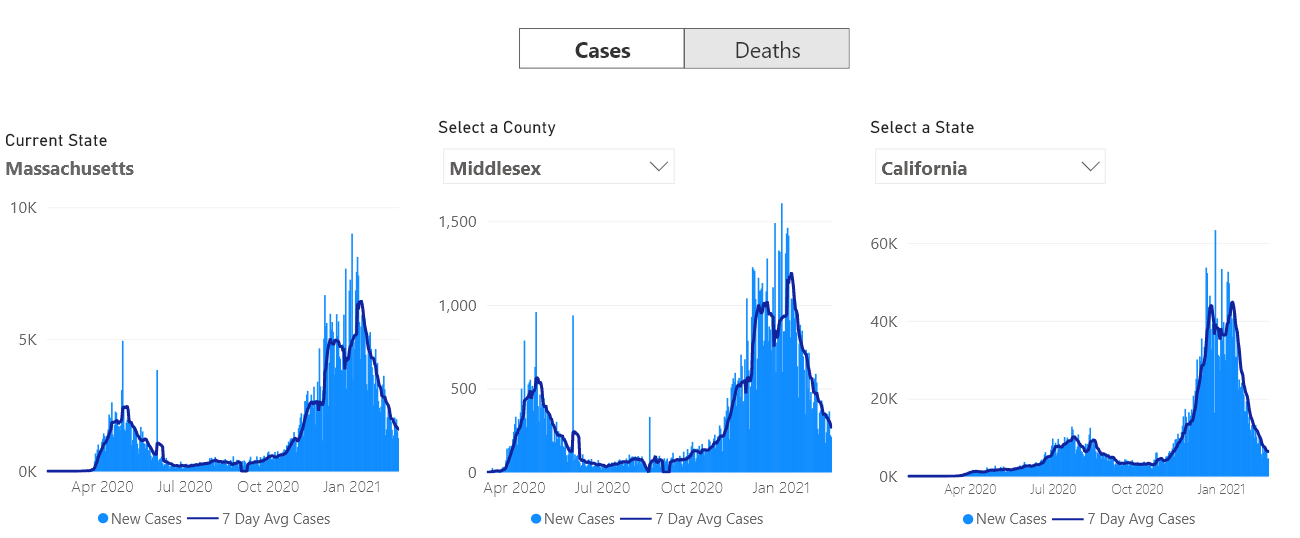 Cases Deaths
Current State
Massachusetts
10K
5K
0K
Apr 2020 Jul 2020 Oct 2020 Jan 2021
New Cases 7 Day Avg Cases
Select a County
Middlesex
1,500
1,000
500
0
Apr 2020 Jul 2020 Oct 2020 Jan 2021
New Cases 7 Day Avg Cases
Select a State
California
60K
40K
20K
0K
Apr 2020 Jul 2020 Oct 2020 Jan 2021
New Cases 7 Day Avg Cases